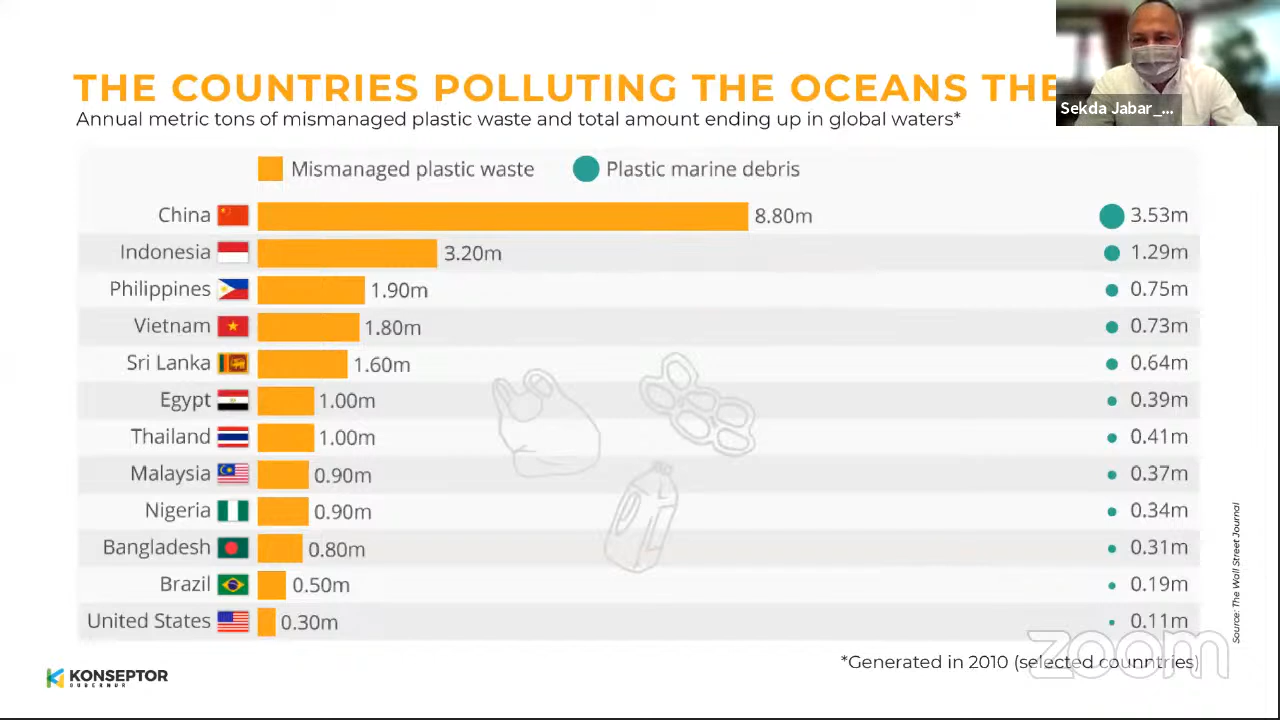 THE COUNTRIES POLLUTING THE OCEANS THE
Sekda Jabar_...
Annual metric tons of mismanaged plastic waste and total amount ending up in global waters*
Mismanaged plastic waste Plastic marine debris
China 8.80m 3.53m
Indonesia 3.20m 1.29m
Philippines 1.90m 0.75m
Vietnam 1.80m 0.73m
Sri Lanka 1.60m 0.64m
Egypt 1.00m 0.39m
Thailand 1.00m 0.41m
Malaysia 0.90m 0.37m
Nigeria 0.90m 0.34m
Bangladesh 0.80m 0.31m
Brazil 0.50m 0.19m
United States 0.30m 0.11m
Source: The Wall Street Journal
zoom
*Generated in 2010 (selected counntries)
KONSEPTOR
GUBERNUR